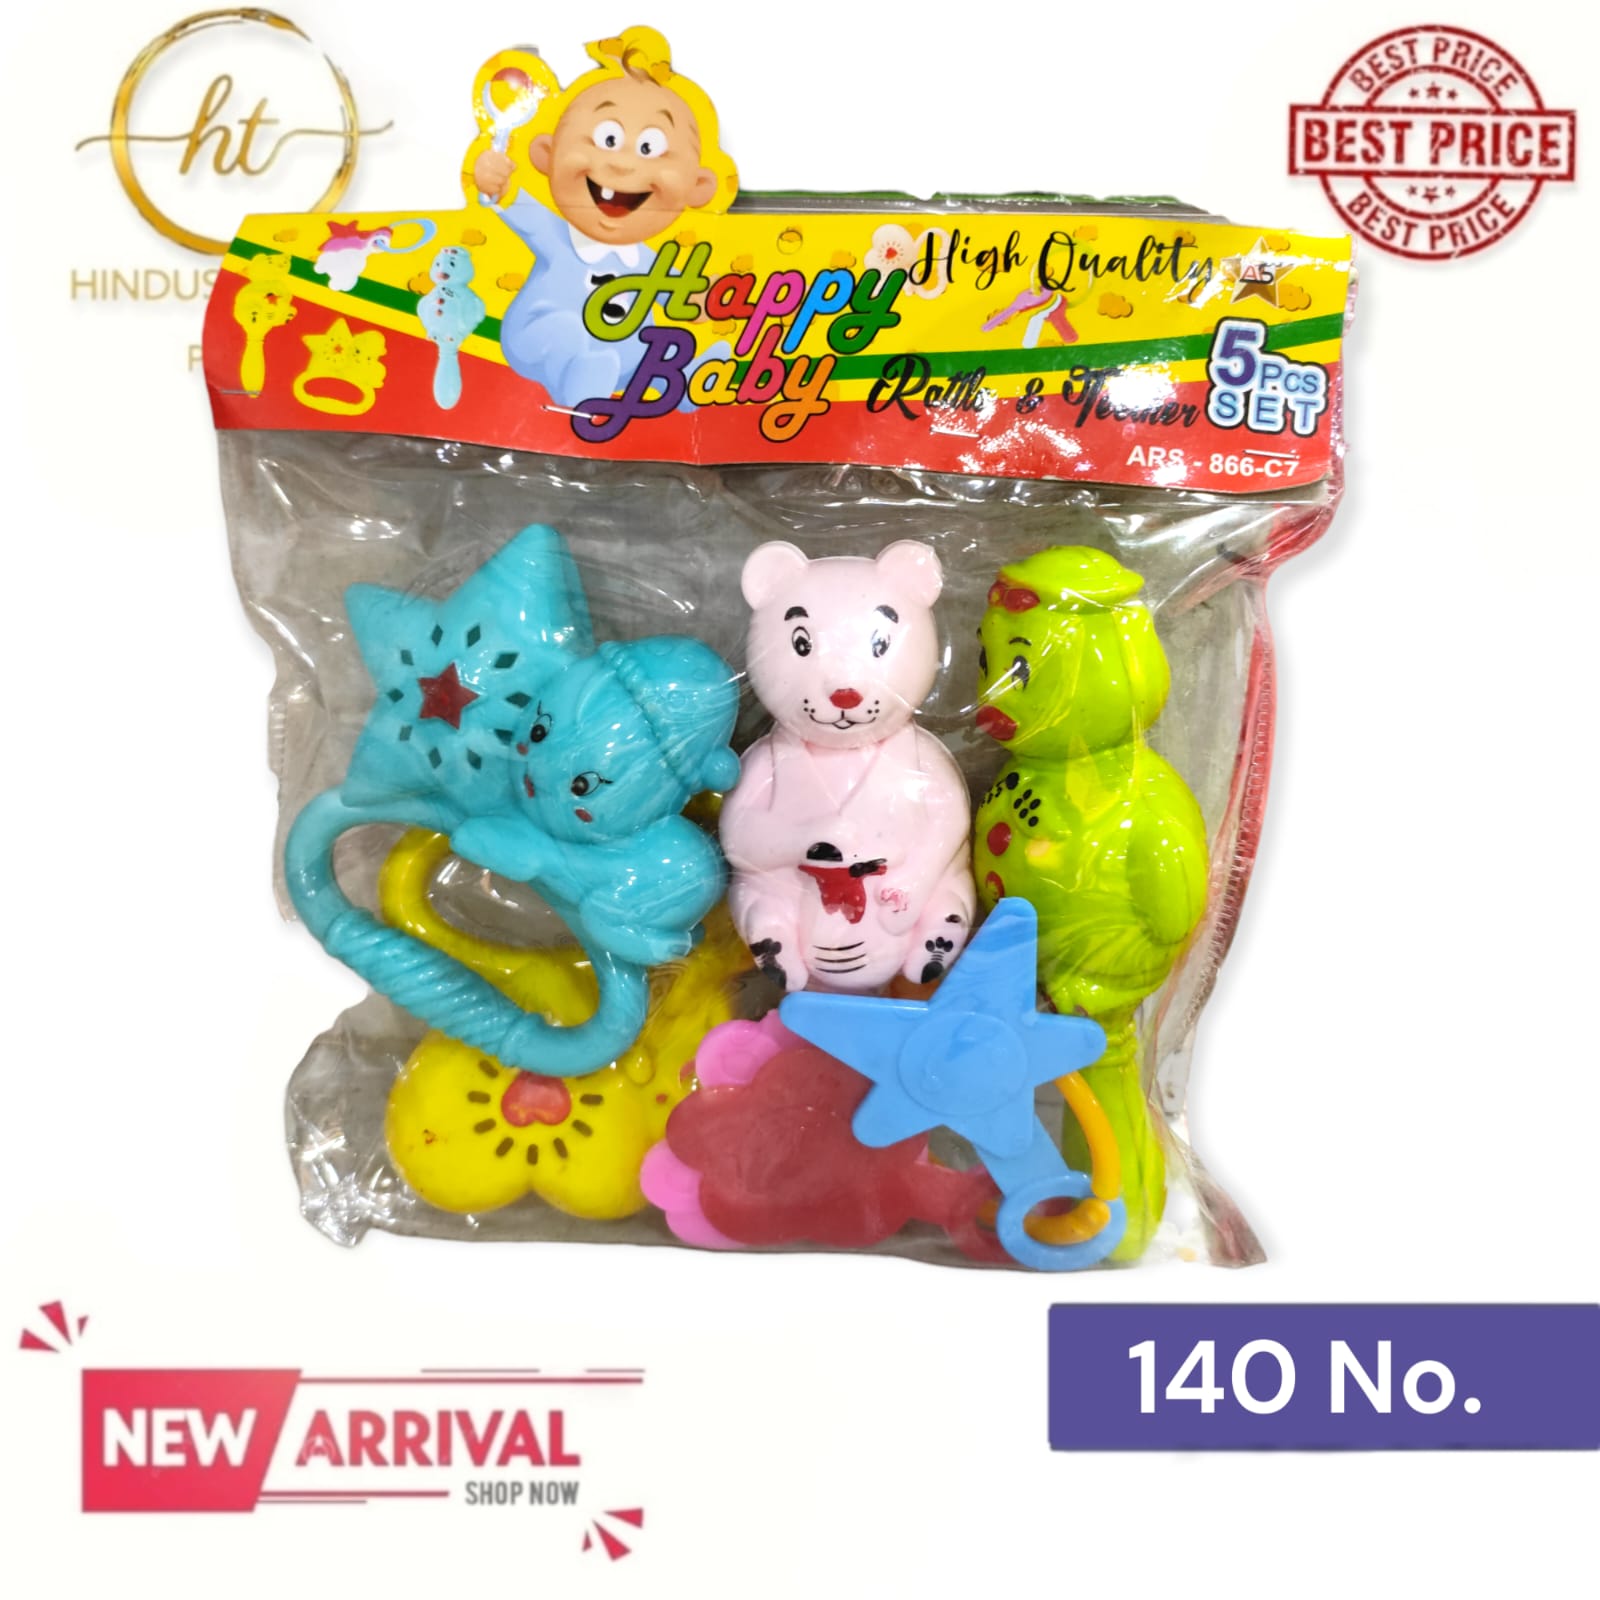 ht
HINDUS
P
BEST PRICE
BEST PRICE
BEST PRICE
High Quality
AS
Happy
Baby
Rattle & Teether
5 PCS
SET
ARS - 866-C7
NEW ARRIVAL
SHOP NOW
140 No.